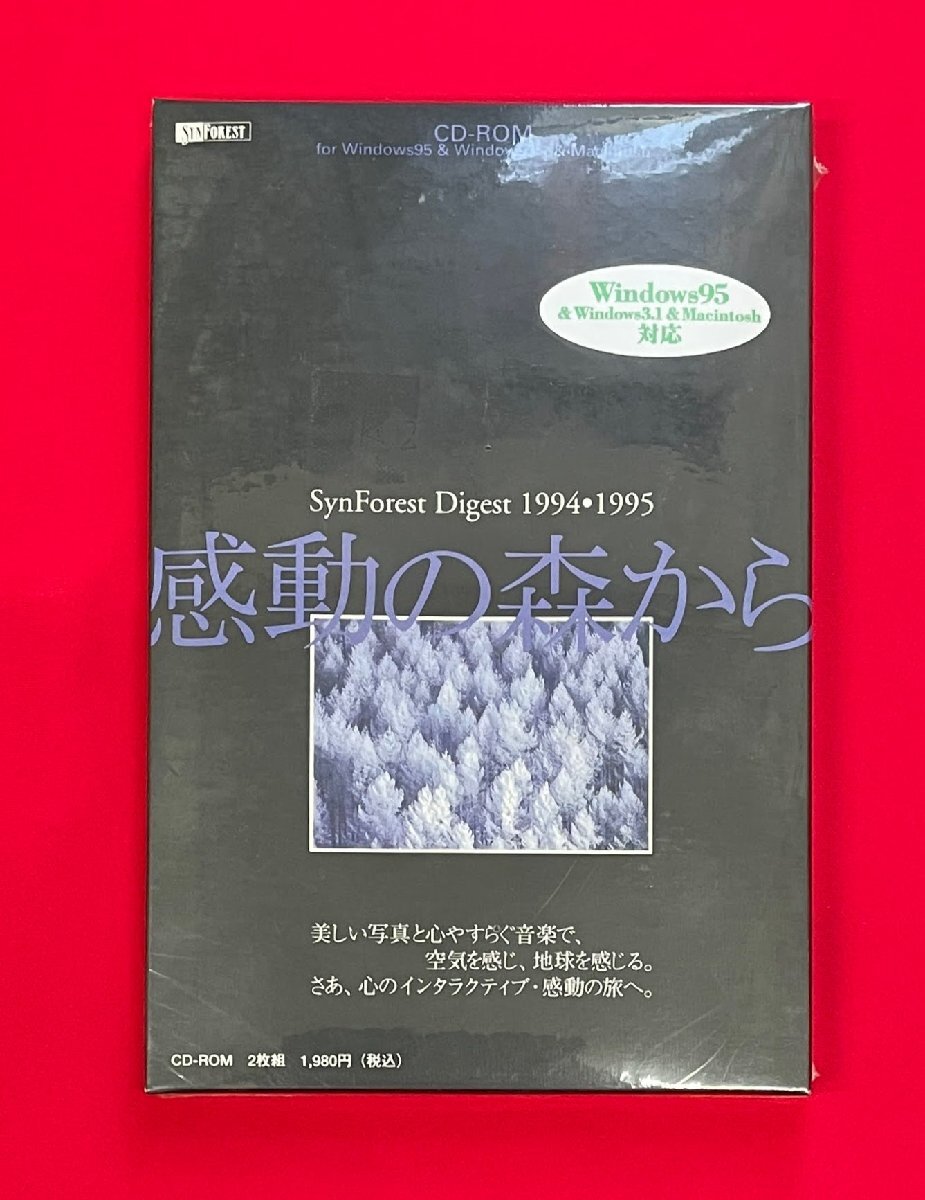 SYNFOREST
CD-ROM
for Windows95 & Windows & Macintosh
Windows95
& Windows3.1 & Macintosh
対応
SynForest Digest 1994•1995
感動の森から
美しい写真と心やすらぐ音楽で、
空気を感じ、地球を感じる。
さあ、心のインタラクティブ・感動の旅へ。
CD-ROM 2枚組 1,980円（税込）